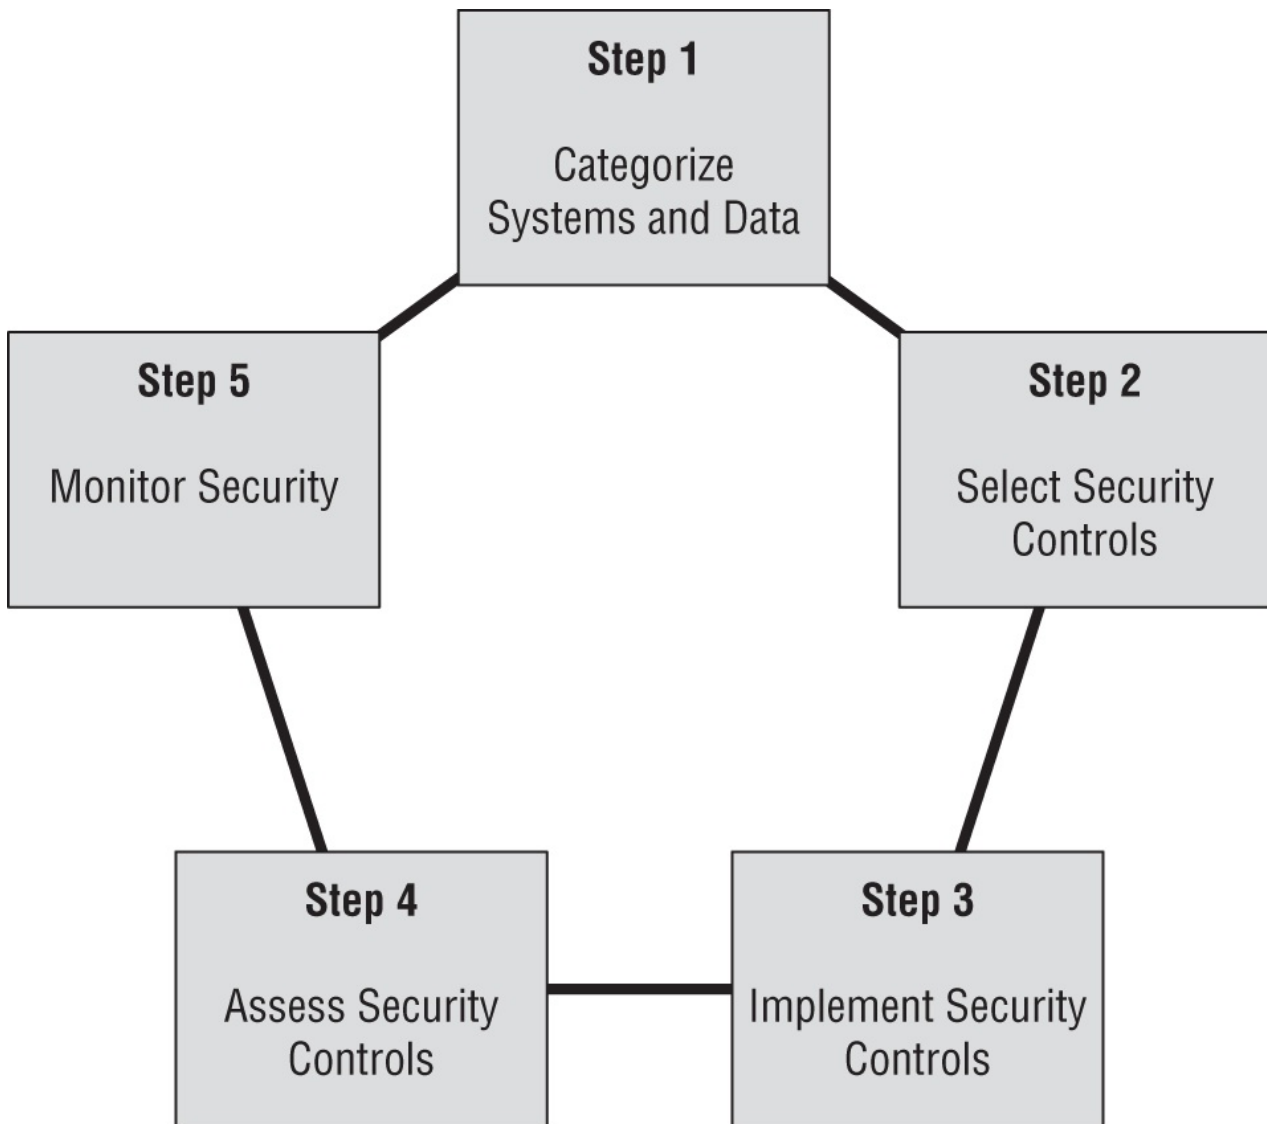 Step 1
Categorize
Systems and Data
Step 2
Select Security
Controls
Step 3
Implement Security
Controls
Step 4
Assess Security
Controls
Step 5
Monitor Security